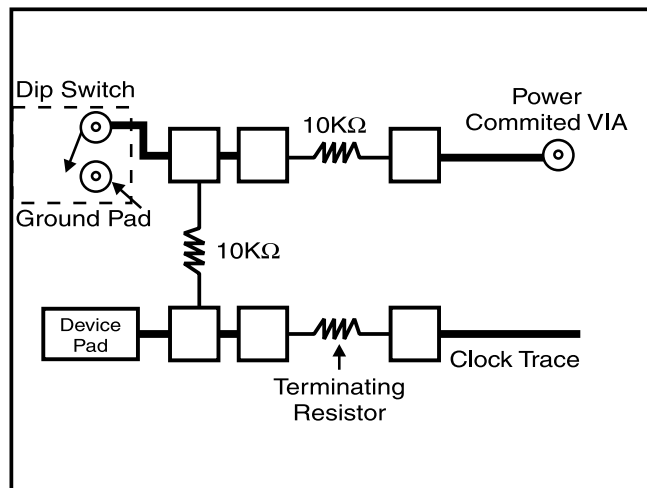 Dip Switch
Power
Commited VIA
10KΩ
Ground Pad
10KΩ
Device
Pad
Clock Trace
Terminating
Resistor